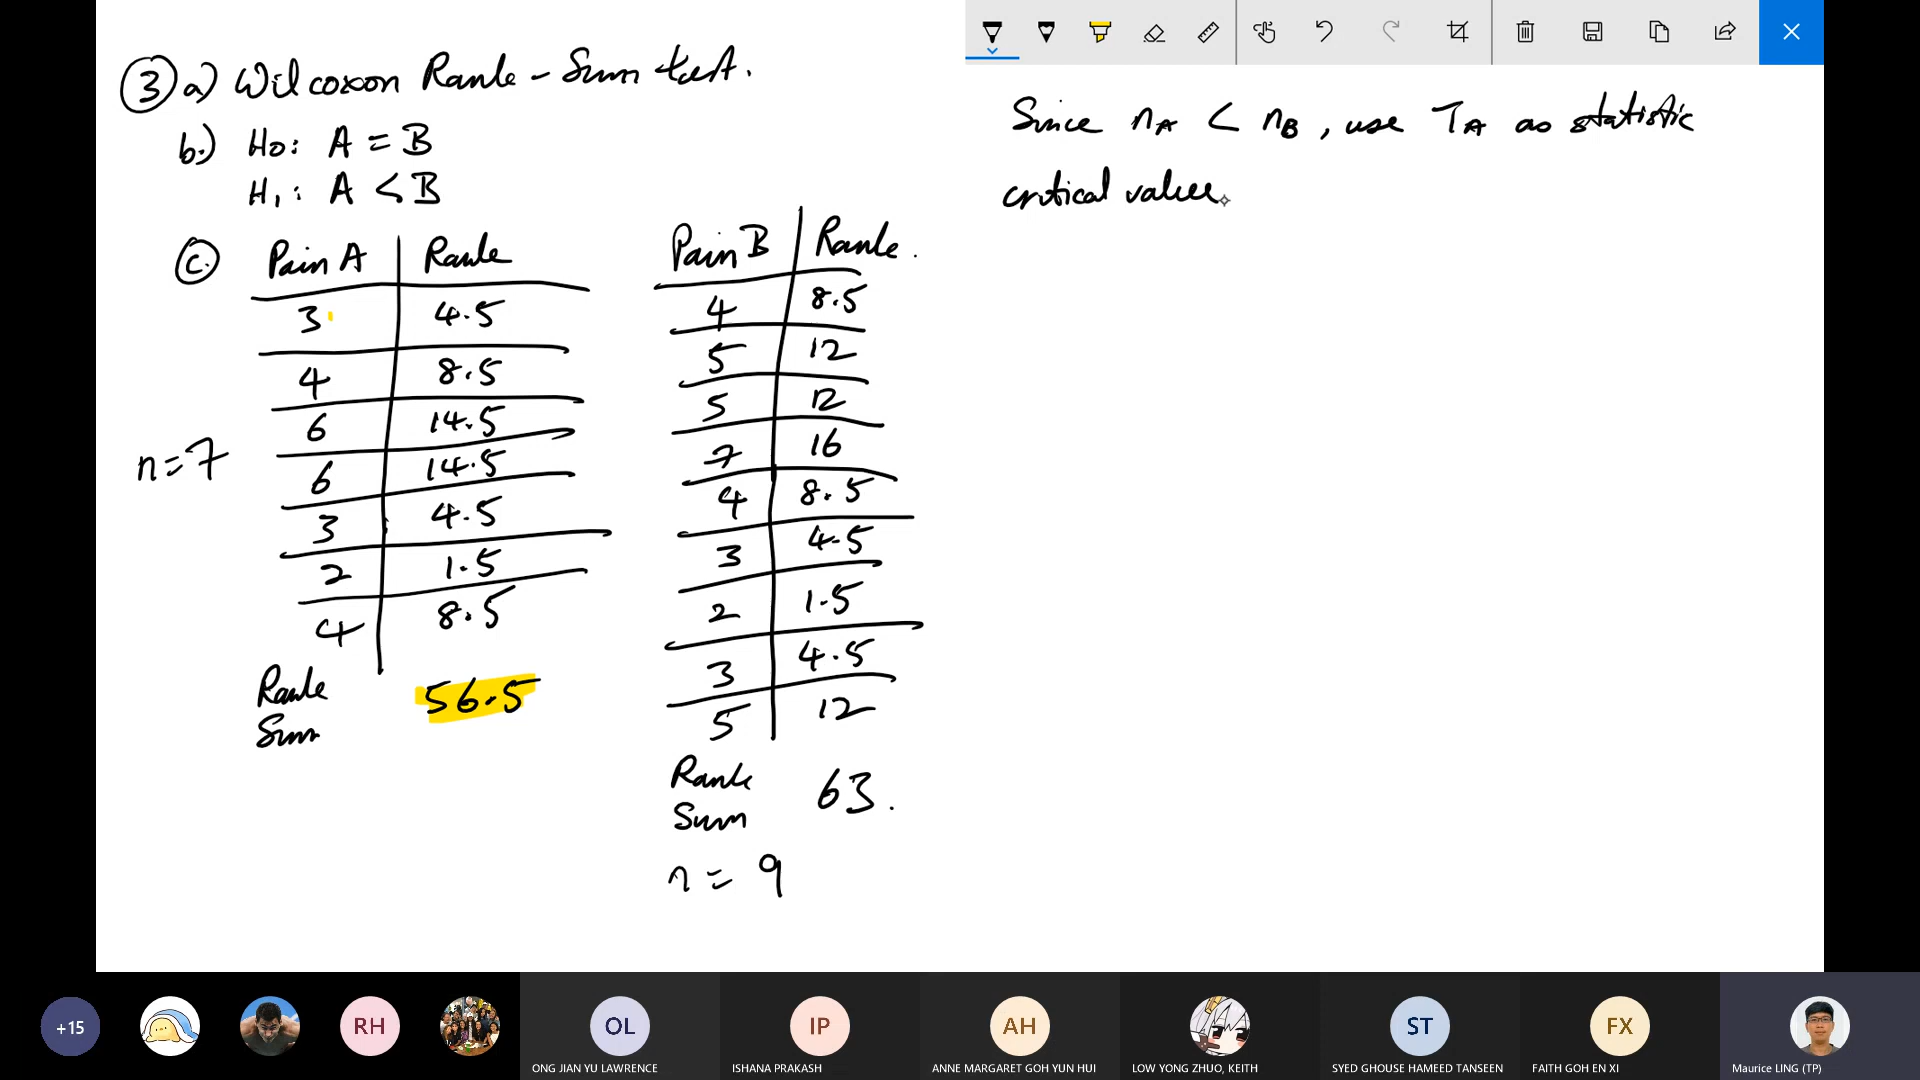 3 a) Wilcoxon Rank-Sum test.
b.) H0: A = B
H1: A < B
c. Pain A Rank
3 4.5
4 8.5
6 14.5
6 14.5
3 4.5
2 1.5
4 8.5
n=7
Rank Sum 56.5
Pain B Rank.
4 8.5
5 12
5 12
7 16
4 8.5
3 4.5
2 1.5
3 4.5
5 12
Rank Sum 63.
n = 9
Since nA < nB, use TA as statistic
critical value,
+15
RH
OL
ONG JIAN YU LAWRENCE
IP
ISHANA PRAKASH
AH
ANNE MARGARET GOH YUN HUI
LOW YONG ZHUO, KEITH
ST
SYED GHOUSE HAMEED TANSEEN
FX
FAITH GOH EN XI
Maurice LING (TP)